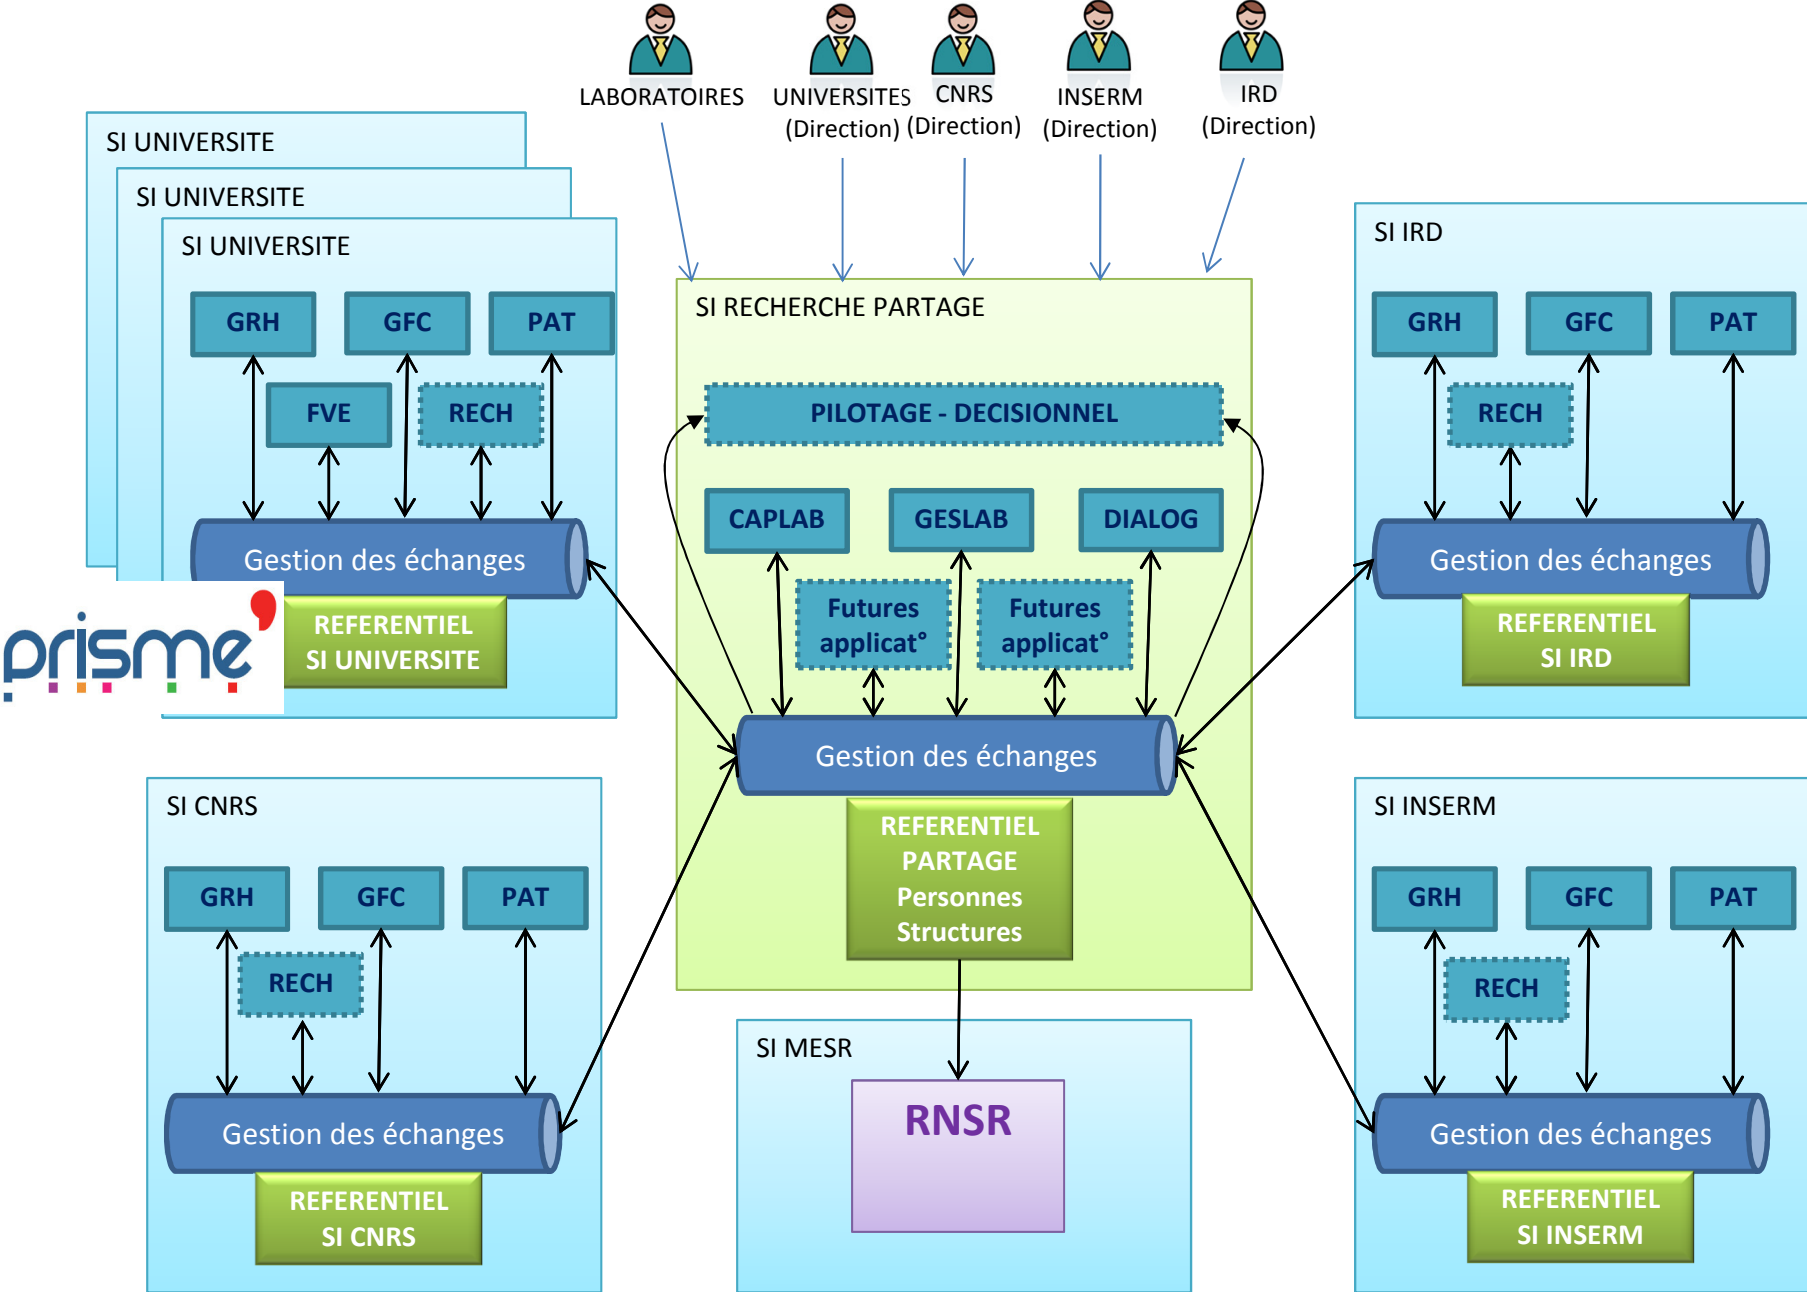 LABORATOIRES
UNIVERSITES
(Direction)
CNRS
(Direction)
INSERM
(Direction)
IRD
(Direction)
SI UNIVERSITE
SI UNIVERSITE
SI UNIVERSITE
GRH
GFC
PAT
FVE
RECH
Gestion des échanges
REFERENTIEL
SI UNIVERSITE
prisme'
SI RECHERCHE PARTAGE
PILOTAGE - DECISIONNEL
CAPLAB
GESLAB
DIALOG
Futures
applicat°
Futures
applicat°
Gestion des échanges
REFERENTIEL
PARTAGE
Personnes
Structures
SI IRD
GRH
GFC
PAT
RECH
Gestion des échanges
REFERENTIEL
SI IRD
SI CNRS
GRH
GFC
PAT
RECH
Gestion des échanges
REFERENTIEL
SI CNRS
SI MESR
RNSR
SI INSERM
GRH
GFC
PAT
RECH
Gestion des échanges
REFERENTIEL
SI INSERM